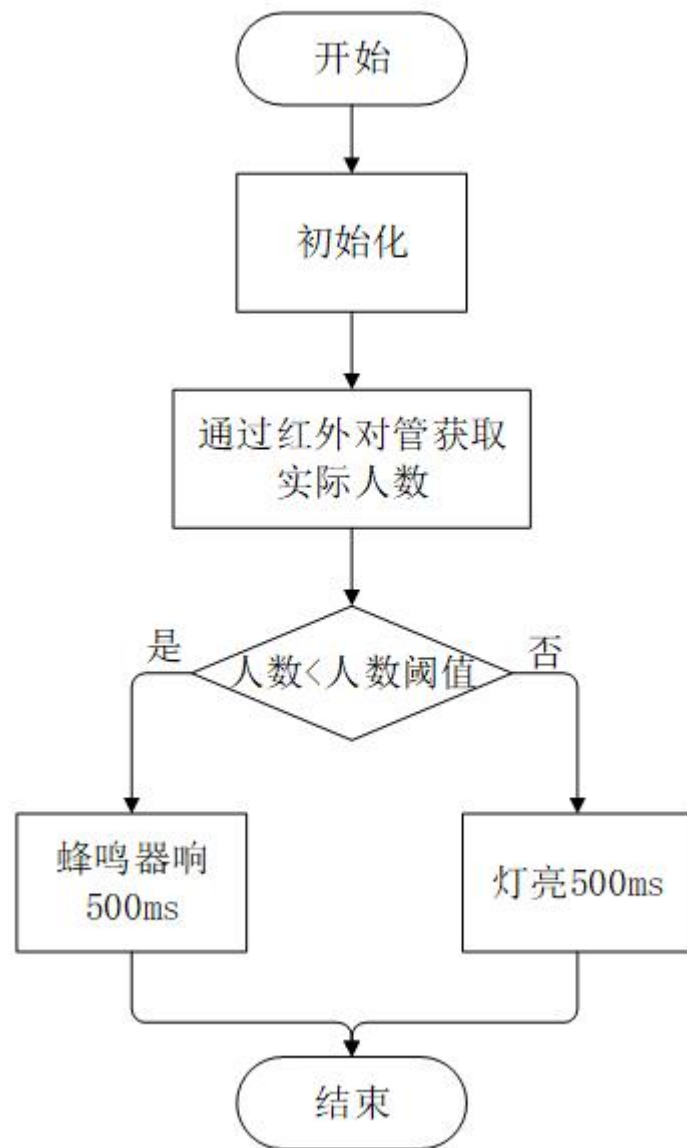 开始
初始化
通过红外对管获取
实际人数
是
人数<人数阈值
否
蜂鸣器响
500ms
灯亮500ms
结束